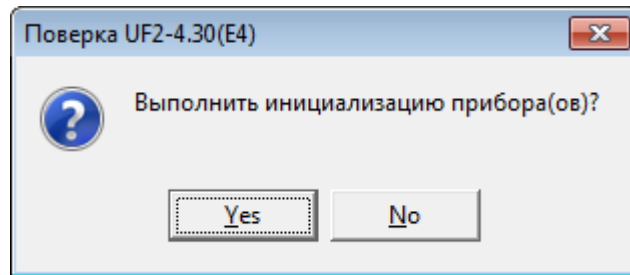 Поверка UF2-4.30(E4)
Выполнить инициализацию прибора(ов)?
Yes
No